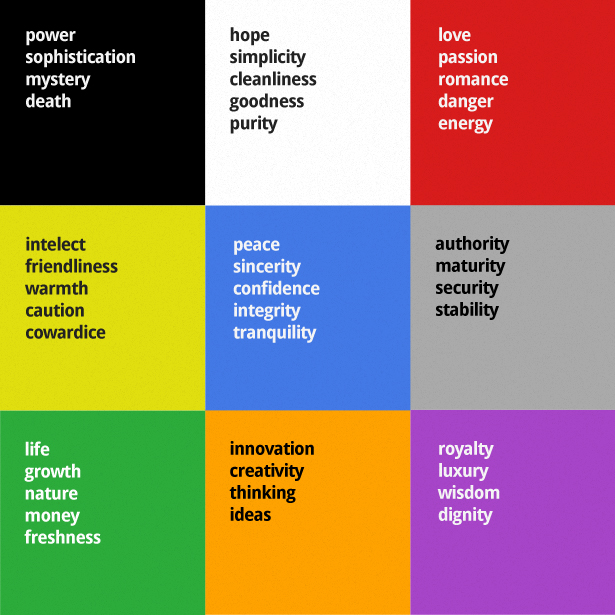 power
sophistication
mystery
death
hope
simplicity
cleanliness
goodness
purity
love
passion
romance
danger
energy
intelect
friendliness
warmth
caution
cowardice
peace
sincerity
confidence
integrity
tranquility
authority
maturity
security
stability
life
growth
nature
money
freshness
innovation
creativity
thinking
ideas
royalty
luxury
wisdom
dignity